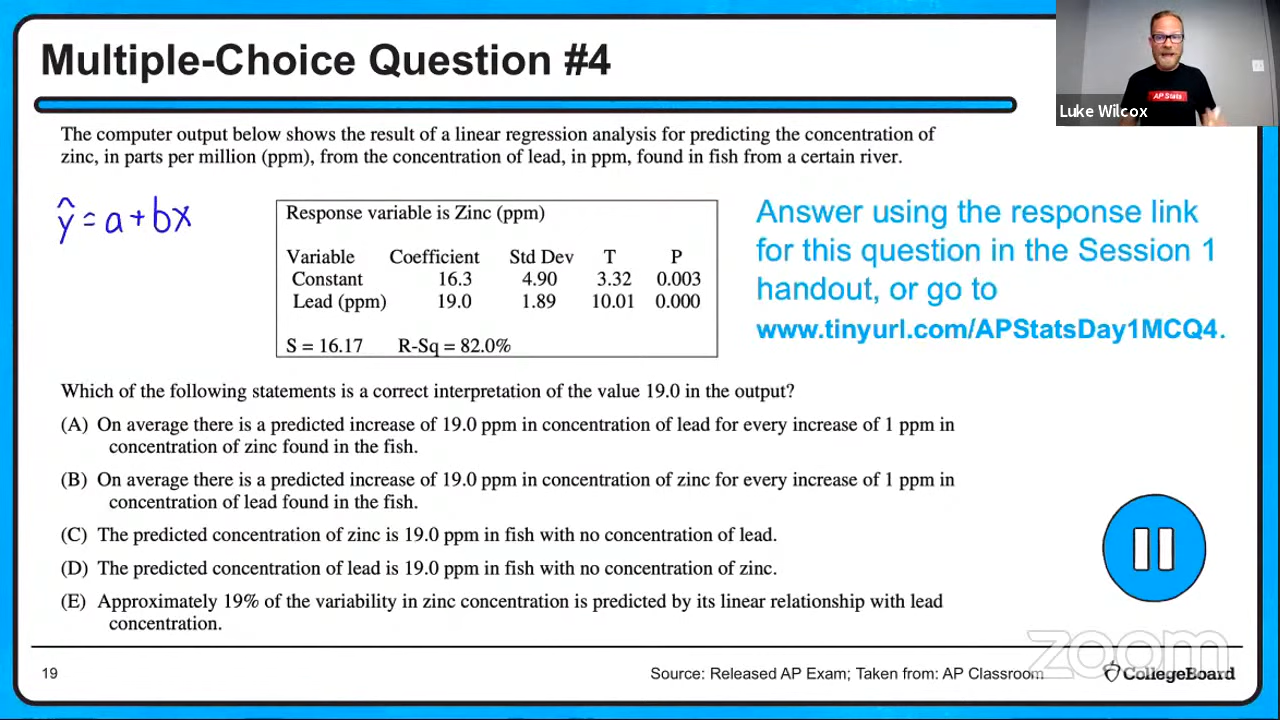 Multiple-Choice Question #4
AP Stats
Luke Wilcox
The computer output below shows the result of a linear regression analysis for predicting the concentration of
zinc, in parts per million (ppm), from the concentration of lead, in ppm, found in fish from a certain river.
ŷ = a + bx
Response variable is Zinc (ppm)
Variable Coefficient Std Dev T P
Constant 16.3 4.90 3.32 0.003
Lead (ppm) 19.0 1.89 10.01 0.000
S = 16.17 R-Sq = 82.0%
Answer using the response link
for this question in the Session 1
handout, or go to
www.tinyurl.com/APStatsDay1MCQ4.
Which of the following statements is a correct interpretation of the value 19.0 in the output?
(A) On average there is a predicted increase of 19.0 ppm in concentration of lead for every increase of 1 ppm in
concentration of zinc found in the fish.
(B) On average there is a predicted increase of 19.0 ppm in concentration of zinc for every increase of 1 ppm in
concentration of lead found in the fish.
(C) The predicted concentration of zinc is 19.0 ppm in fish with no concentration of lead.
(D) The predicted concentration of lead is 19.0 ppm in fish with no concentration of zinc.
(E) Approximately 19% of the variability in zinc concentration is predicted by its linear relationship with lead
concentration.
zoom
19
Source: Released AP Exam; Taken from: AP Classroom
CollegeBoard